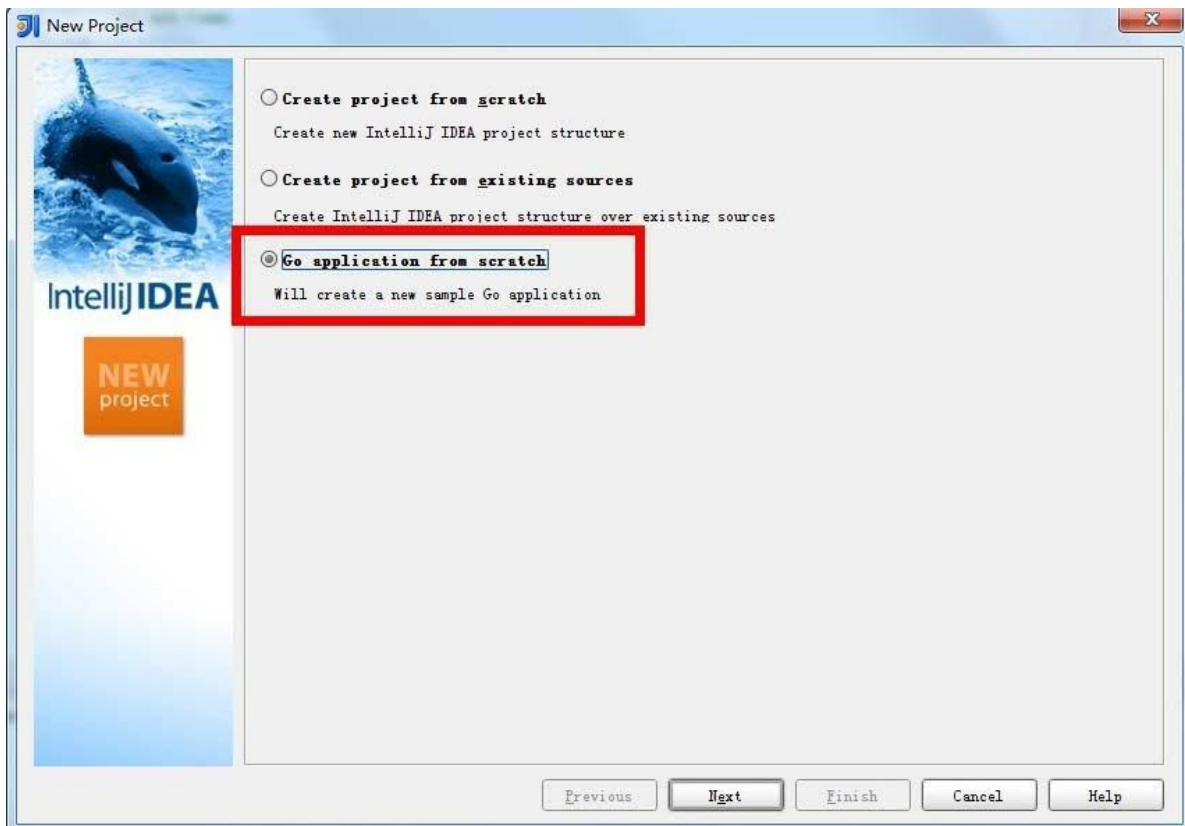 New Project
Create project from scratch
Create new IntelliJ IDEA project structure
Create project from existing sources
Create IntelliJ IDEA project structure over existing sources
Go application from scratch
Will create a new sample Go application
IntelliJ IDEA
NEW
project
Previous Next Finish Cancel Help